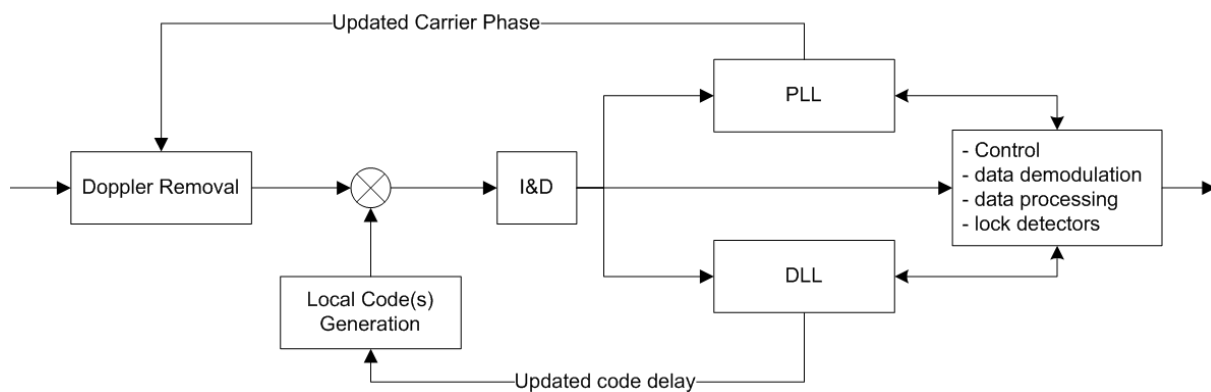 Updated Carrier Phase
PLL
Doppler Removal
I&D
- Control
- data demodulation
- data processing
- lock detectors
DLL
Local Code(s)
Generation
Updated code delay